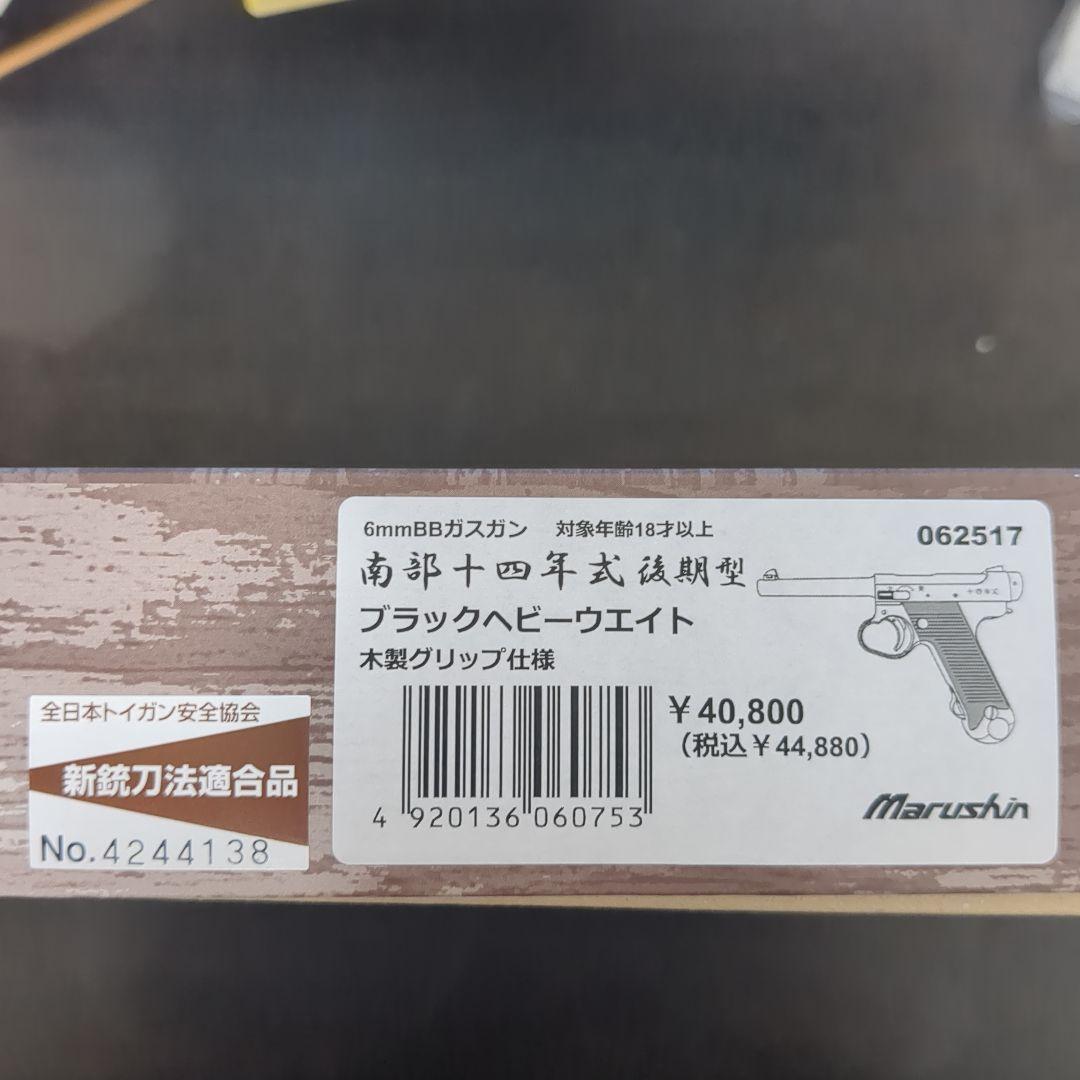 6mmBBガスガン 対象年齢18才以上
062517
南部十四年式 後期型
十四年式
ブラックヘビーウエイト
木製グリップ仕様
¥40,800
(税込¥44,880)
4 920136 060753
Marushin
全日本トイガン安全協会
新銃刀法適合品
No.4244138